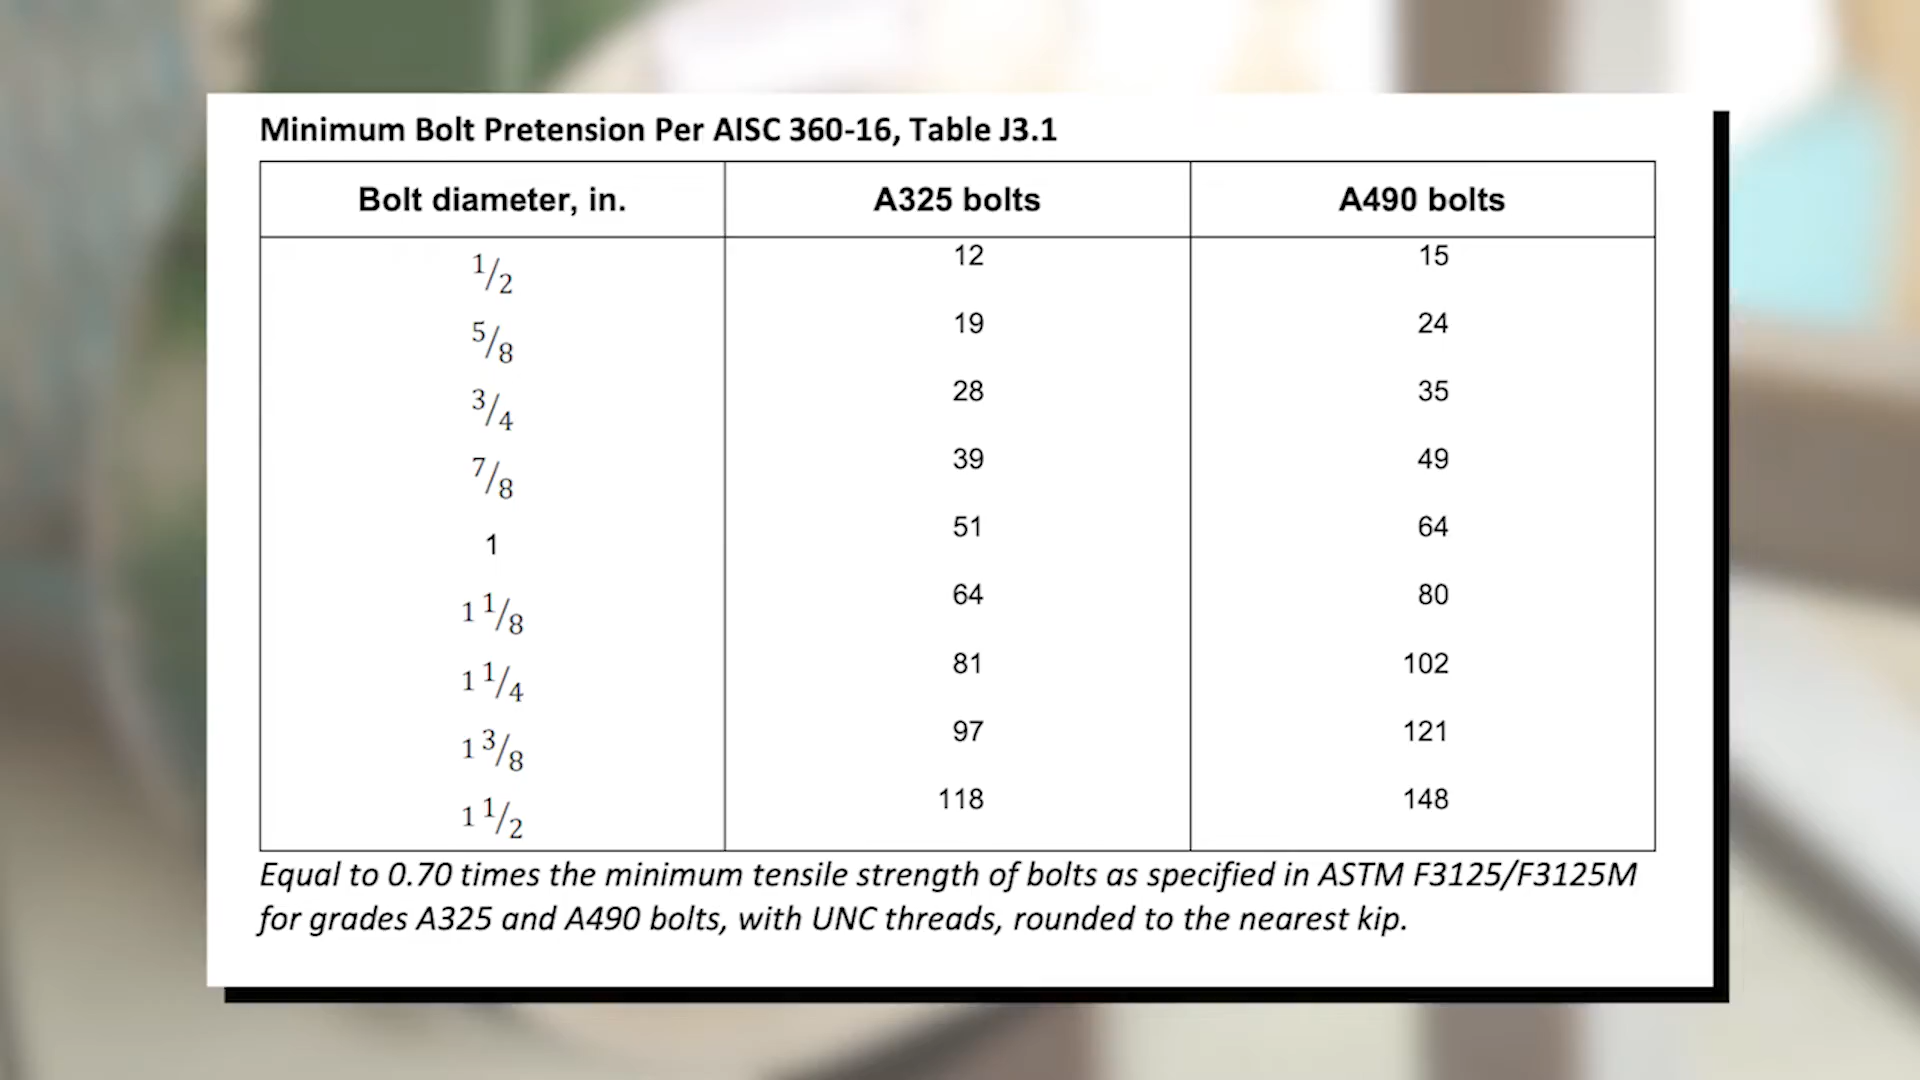 Minimum Bolt Pretension Per AISC 360-16, Table J3.1
Bolt diameter, in. A325 bolts A490 bolts
1/2 12 15
5/8 19 24
3/4 28 35
7/8 39 49
1 51 64
1 1/8 64 80
1 1/4 81 102
1 3/8 97 121
1 1/2 118 148
Equal to 0.70 times the minimum tensile strength of bolts as specified in ASTM F3125/F3125M
for grades A325 and A490 bolts, with UNC threads, rounded to the nearest kip.